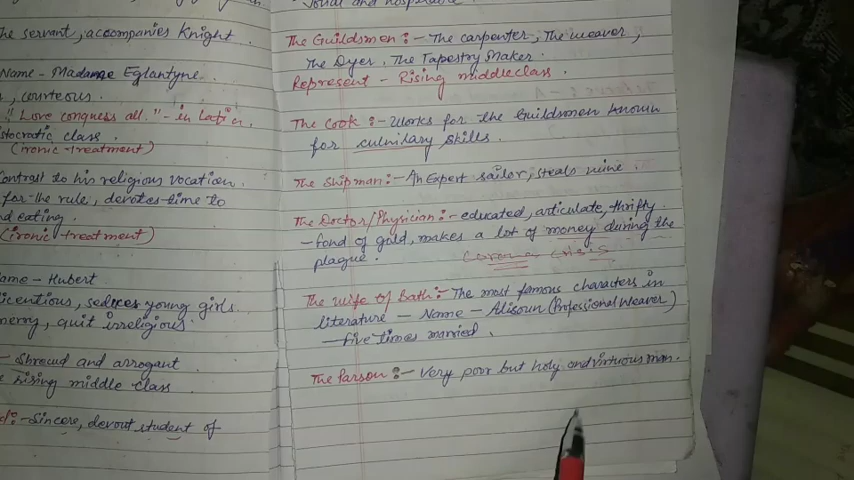 he servant, accompanies Knight.
Name - Madame Eglantyne.
, courteous.
"Love conquers all." - in Latin.
stocratic class.
(ironic-treatment)
Contrast to his religious vocation.
for the rule, devotes time to
nd eating.
(ironic treatment)
ame - Hubert
icentious, seduces young girls
merry, quit irreligious.
- Shrewd and arrogant
rising middle class
d:- Sincere, devout student of
The Guildsmen :- The carpenter, The weaver,
The Dyer, The Tapestry Maker.
Represent - Rising middleclass.
The Cook :- Works for the Guildsmen known
for culinary skills.
The Shipman:- An Expert sailor, steals wine.
The Doctor/Physician :- educated, articulate, thrifty
- fond of gold, makes a lot of money during the
plague. Corona crisis
The wife of Bath:- The most famous characters in
literature - Name - Alisoun (Professional Weaver)
- five times married.
The Parson :- Very poor but holy and virtuous man.